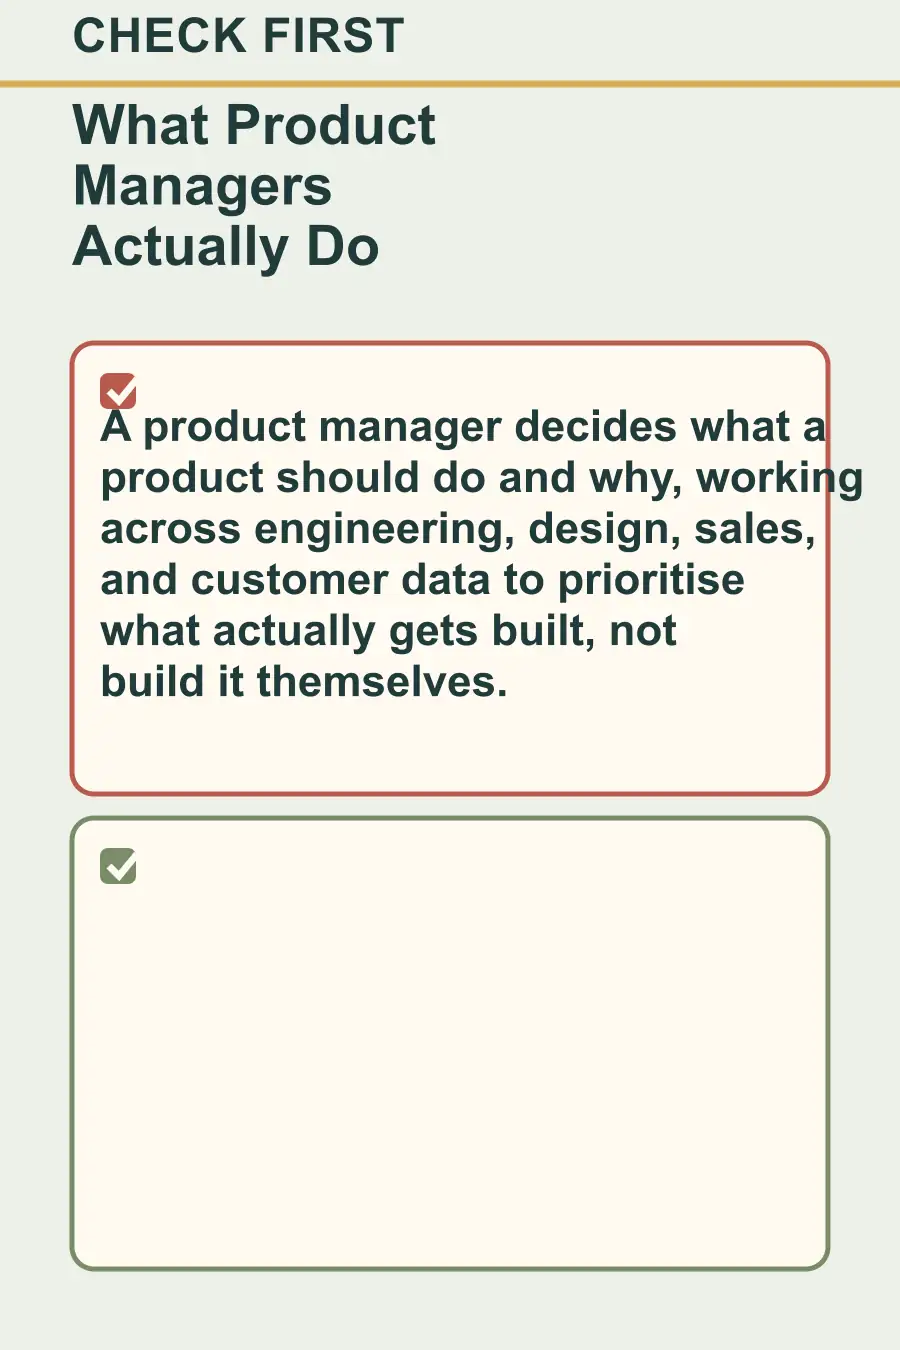 CHECK FIRST
What Product
Managers
Actually Do
A product manager decides what a
product should do and why, working
across engineering, design, sales,
and customer data to prioritise
what actually gets built, not
build it themselves.